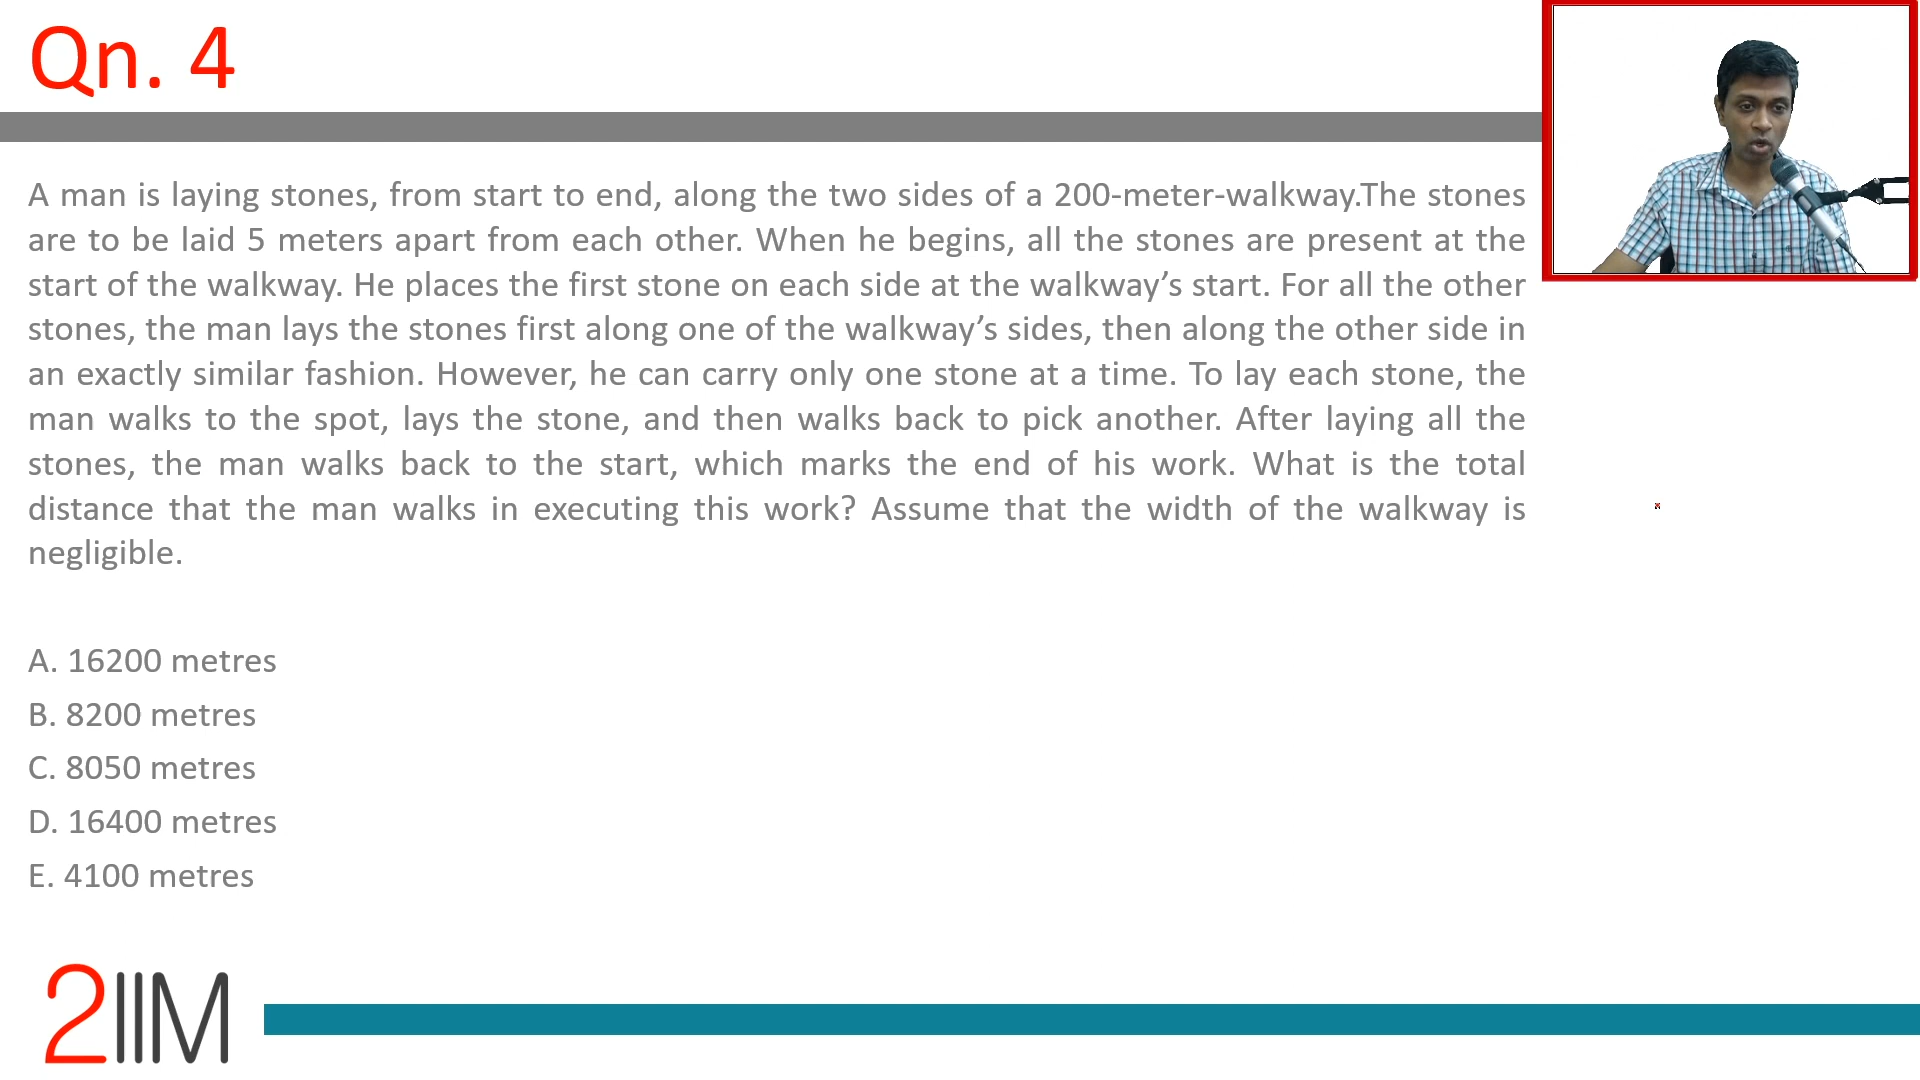 Qn. 4
A man is laying stones, from start to end, along the two sides of a 200-meter-walkway.The stones
are to be laid 5 meters apart from each other. When he begins, all the stones are present at the
start of the walkway. He places the first stone on each side at the walkway’s start. For all the other
stones, the man lays the stones first along one of the walkway’s sides, then along the other side in
an exactly similar fashion. However, he can carry only one stone at a time. To lay each stone, the
man walks to the spot, lays the stone, and then walks back to pick another. After laying all the
stones, the man walks back to the start, which marks the end of his work. What is the total
distance that the man walks in executing this work? Assume that the width of the walkway is
negligible.
A. 16200 metres
B. 8200 metres
C. 8050 metres
D. 16400 metres
E. 4100 metres
2IIM